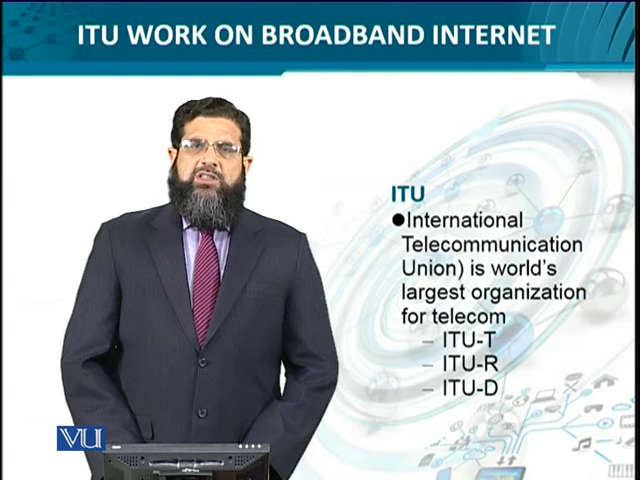 ITU WORK ON BROADBAND INTERNET
ITU
●International
Telecommunication
Union) is world's
largest organization
for telecom
– ITU-T
– ITU-R
– ITU-D
VU